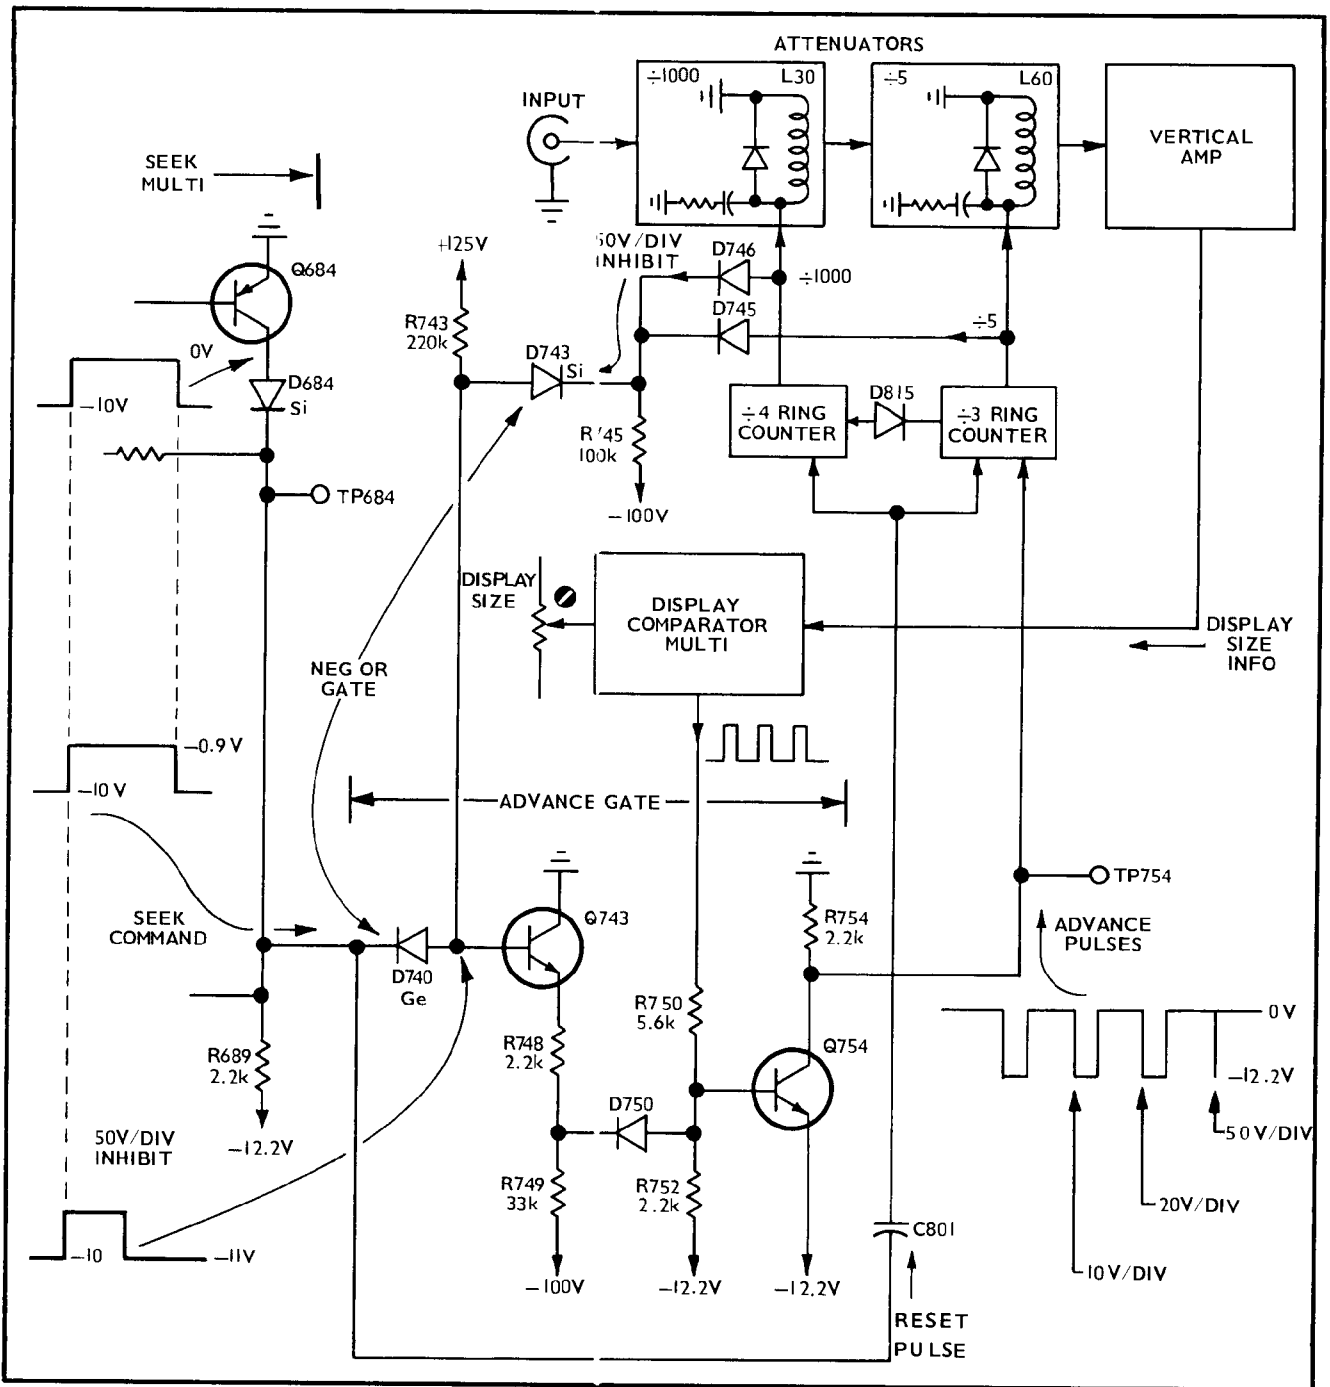 ATTENUATORS
÷1000
L30
÷5
L60
INPUT
VERTICAL
AMP
SEEK
MULTI
Q684
+125V
50V/DIV
INHIBIT
D746
÷1000
D745
÷5
R743
220k
D743
Si
0V
D684
Si
-10V
÷4 RING
COUNTER
D815
÷3 RING
COUNTER
R745
100k
TP684
-100V
DISPLAY
SIZE
DISPLAY
COMPARATOR
MULTI
DISPLAY
SIZE
INFO
NEG OR
GATE
-0.9V
-10V
ADVANCE GATE
SEEK
COMMAND
Q743
R754
2.2k
TP754
ADVANCE
PULSES
D740
Ge
R750
5.6k
Q754
0V
R689
2.2k
R748
2.2k
-12.2V
D750
50V/DIV
50V/DIV
INHIBIT
-12.2V
R749
33k
R752
2.2k
20V/DIV
-10
-11V
C801
-100V
-12.2V
-12.2V
10V/DIV
RESET
PULSE